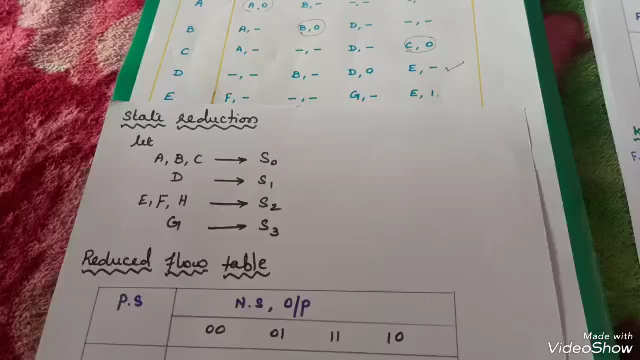 A A,0 B,- -,-
B A,- B,0 D,- -,-
C A,- -,- D,- C,0
D -,- B,- D,0 E,- ✓
E F,- -,- G,- E,1.
State reduction
let
A, B, C → S0
D → S1
E, F, H → S2
G → S3
Reduced flow table
P.S N.S, O/P
00 01 11 10
Made with
VideoShow